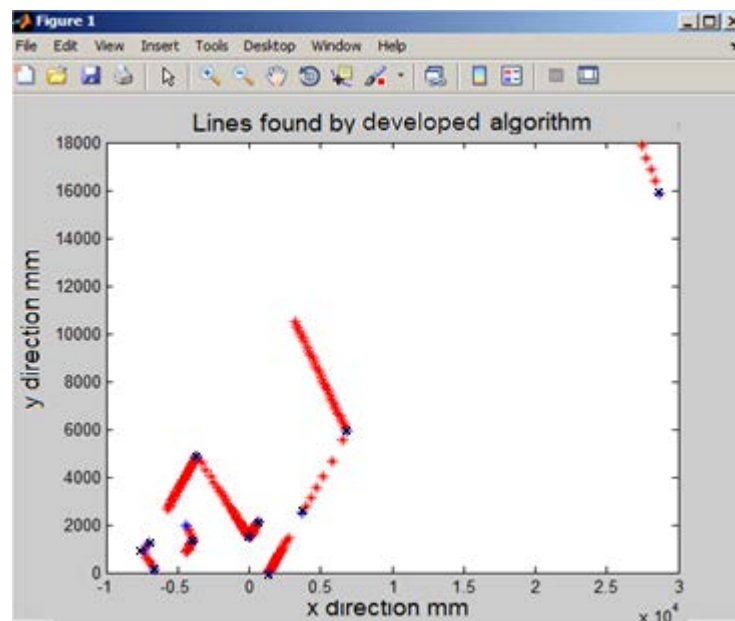 Figure 1
File Edit View Insert Tools Desktop Window Help
Lines found by developed algorithm
18000
16000
14000
12000
10000
8000
6000
4000
2000
0
y direction mm
-1 -0.5 0 0.5 1 1.5 2 2.5 3
x direction mm
x 10^4